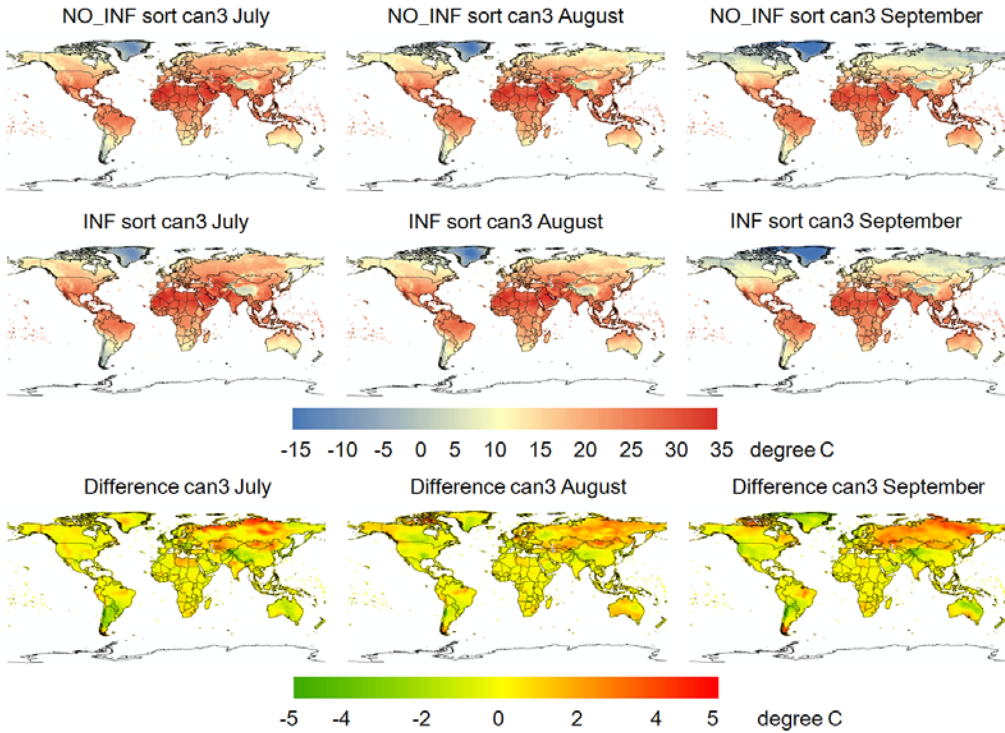 NO_INF sort can3 July
NO_INF sort can3 August
NO_INF sort can3 September
INF sort can3 July
INF sort can3 August
INF sort can3 September
-15 -10 -5 0 5 10 15 20 25 30 35 degree C
Difference can3 July
Difference can3 August
Difference can3 September
-5 -4 -2 0 2 4 5 degree C